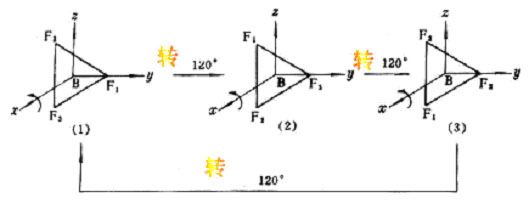 z z z
F₂ F₁ F₃
转 120° 转 120°
B F₁ y B F₃ y B F₂ y
x x x
F₃ F₂ F₁
(1) (2) (3)
转
120°